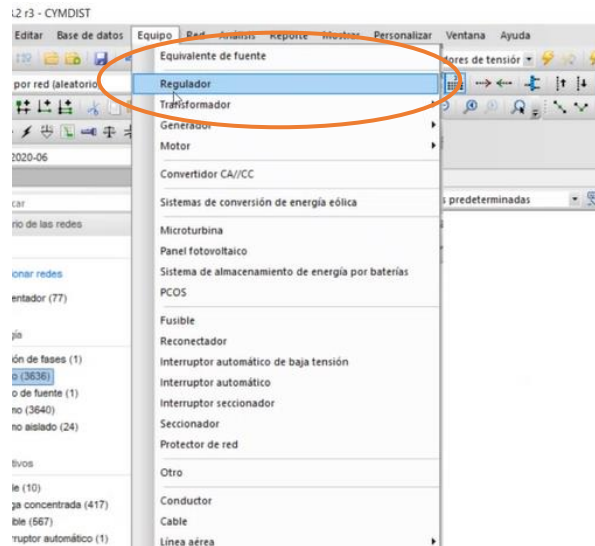 .2 r3 - CYMDIST
Editar Base de datos Equipo Red Análisis Reporte Mostrar Personalizar Ventana Ayuda
Equivalente de fuente
dores de tensiór
por red (aleatorio
Regulador
Transformador
Generador
2020-06
Motor
Convertidor CA//CC
car
Sistemas de conversión de energía eólica
s predeterminadas
rio de las redes
Microturbina
Panel fotovoltaico
onar redes
Sistema de almacenamiento de energía por baterías
entador (77)
PCOS
gía
Fusible
Reconectador
ión de fases (1)
Interruptor automático de baja tensión
o (3636)
Interruptor automático
o de fuente (1)
Interruptor seccionador
no (3640)
Seccionador
no aislado (24)
Protector de red
tivos
Otro
le (10)
Conductor
ga concentrada (417)
Cable
ble (567)
Línea aérea
rruptor automático (1)